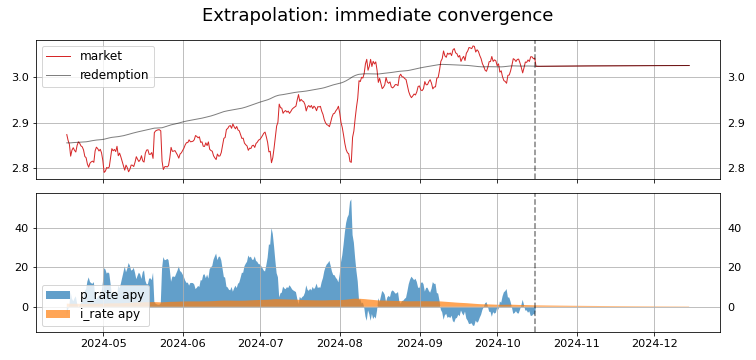 Extrapolation: immediate convergence
market
redemption
3.0
2.9
2.8
3.0
2.9
2.8
40
20
0
40
20
0
p_rate apy
i_rate apy
2024-05 2024-06 2024-07 2024-08 2024-09 2024-10 2024-11 2024-12